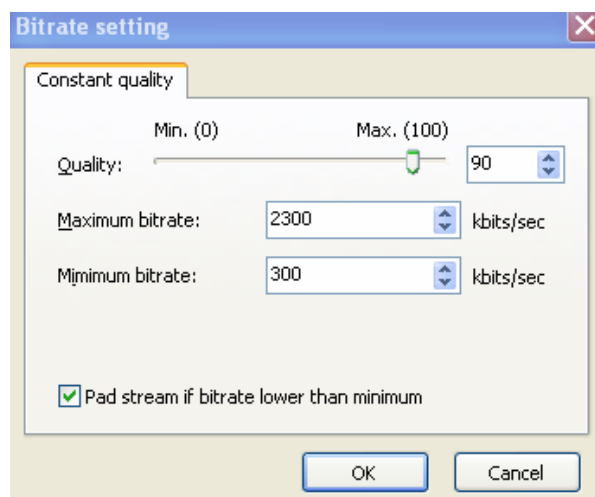 Bitrate setting
Constant quality
Min. (0) Max. (100)
Quality: 90
Maximum bitrate: 2300 kbits/sec
Mimimum bitrate: 300 kbits/sec
Pad stream if bitrate lower than minimum
OK Cancel